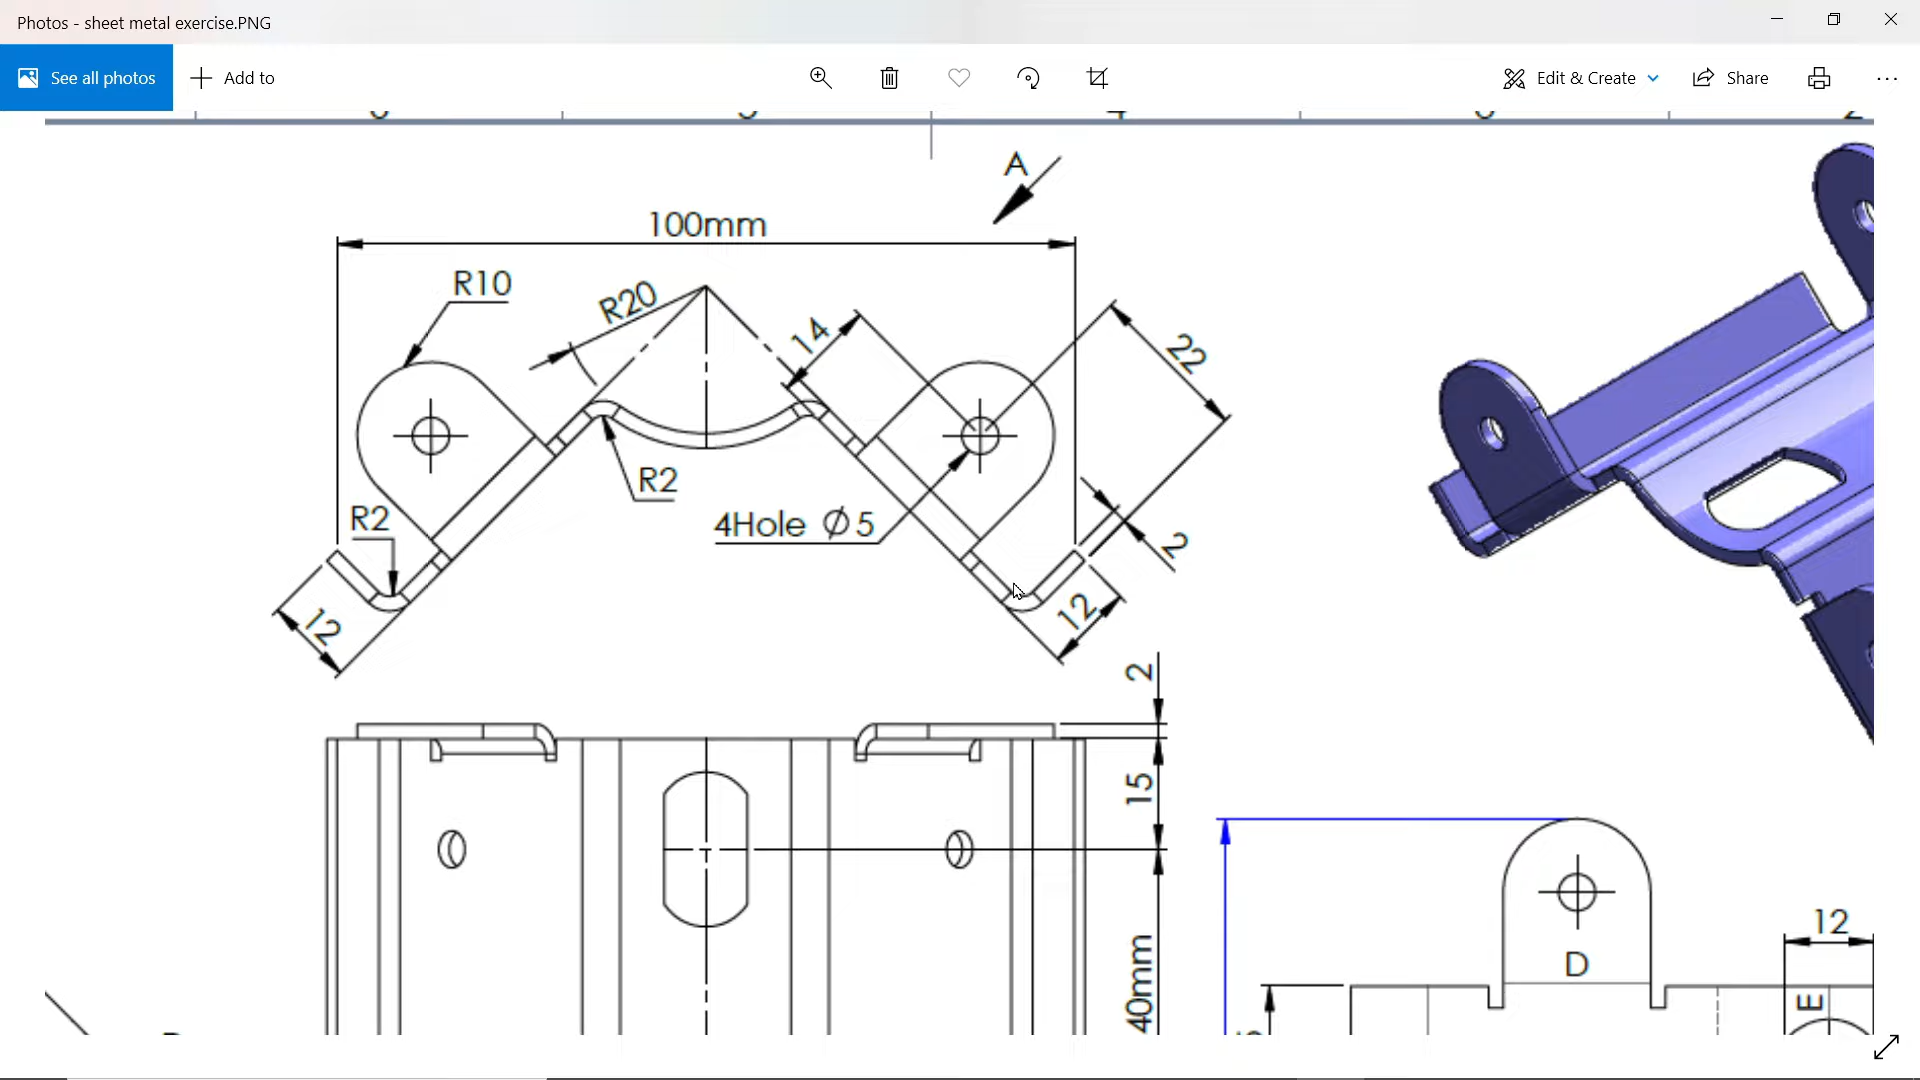 Photos - sheet metal exercise.PNG
See all photos
Add to
Edit & Create
Share
A
100mm
R10
R20
14
22
R2
R2
4Hole ∅ 5
2
12
12
2
15
40mm
12
D
E